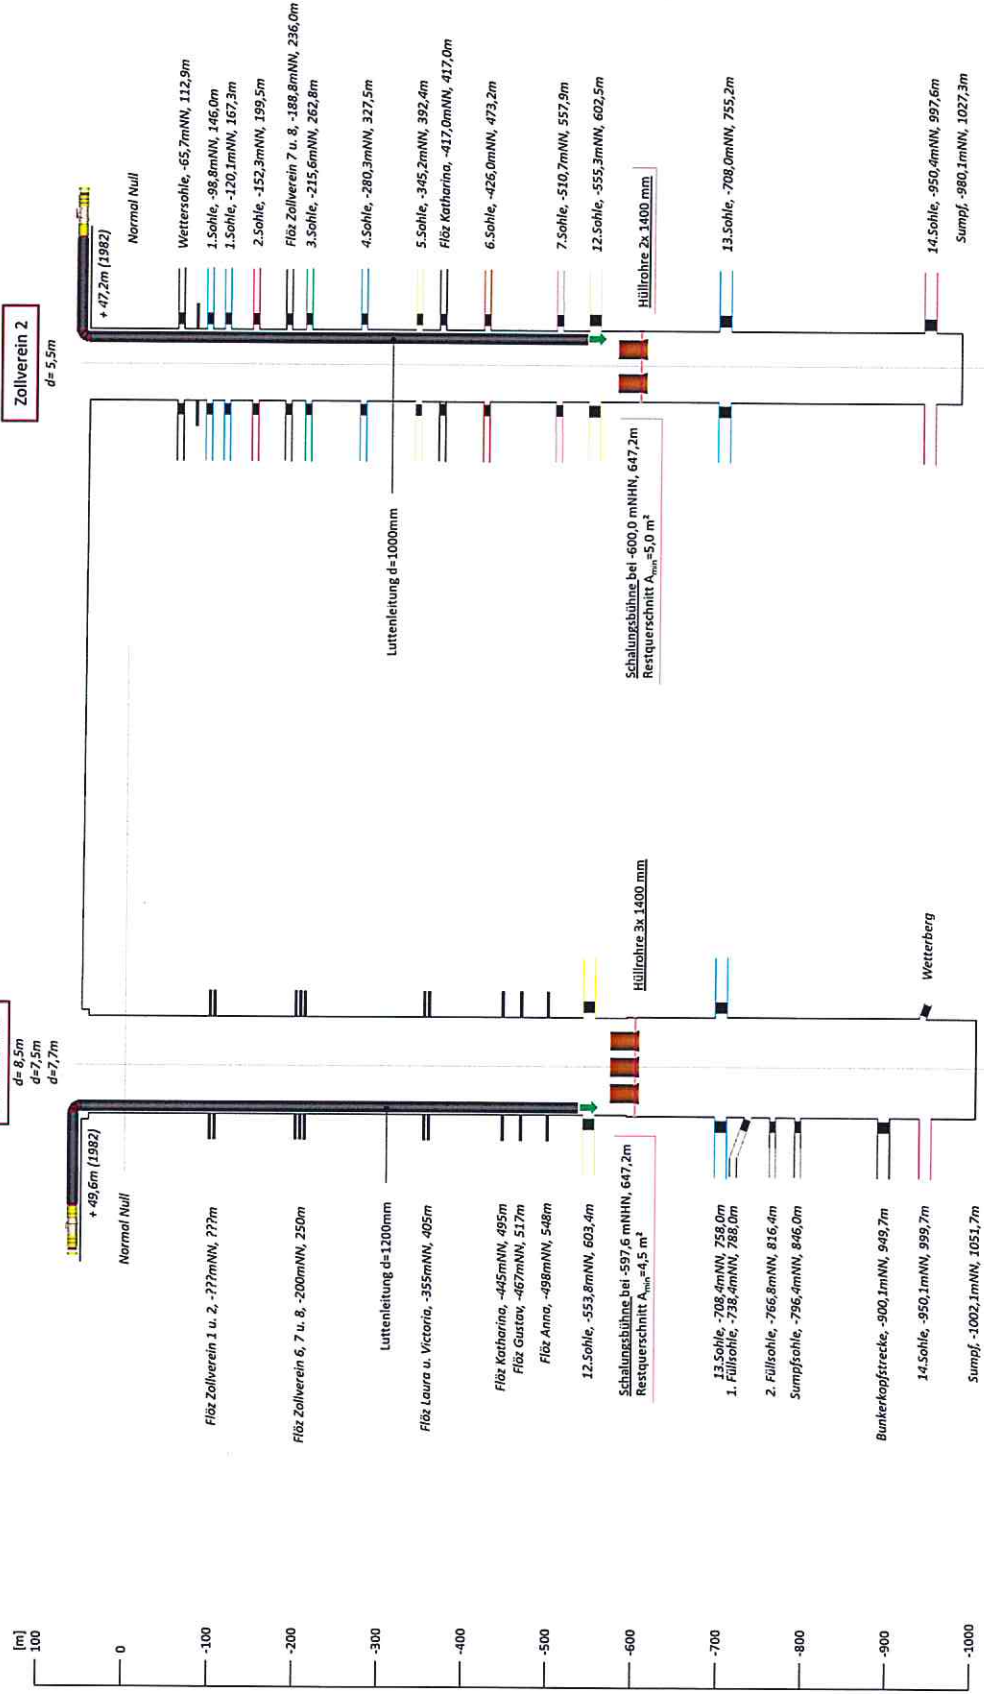 [m]
100
0
-100
-200
-300
-400
-500
-600
-700
-800
-900
-1000
d= 8,5m
d=7,5m
d=7,7m
+ 49,6m (1982)
Normal Null
Flöz Zollverein 1 u. 2, -???mNN, ???m
Flöz Zollverein 6, 7 u. 8, -200mNN, 250m
Luttenleitung d=1200mm
Flöz Laura u. Victoria, -355mNN, 405m
Flöz Katharina, -445mNN, 495m
Flöz Gustav, -467mNN, 517m
Flöz Anna, -498mNN, 548m
12.Sohle, -553,8mNN, 603,4m
Schalungsbühne bei -597,6 mNHN, 647,2m
Restquerschnitt Amin=4,5 m²
Hüllrohre 3x 1400 mm
13.Sohle, -708,4mNN, 758,0m
1. Füllsohle, -738,4mNN, 788,0m
2. Füllsohle, -766,8mNN, 816,4m
Sumpfsohle, -796,4mNN, 846,0m
Bunkerkopfstrecke, -900,1mNN, 949,7m
14.Sohle, -950,1mNN, 999,7m
Wetterberg
Sumpf, -1002,1mNN, 1051,7m
Zollverein 2
d= 5,5m
+ 47,2m (1982)
Normal Null
Wettersohle, -65,7mNN, 112,9m
1.Sohle, -98,8mNN, 146,0m
1.Sohle, -120,1mNN, 167,3m
2.Sohle, -152,3mNN, 199,5m
Flöz Zollverein 7 u. 8, -188,8mNN, 236,0m
3.Sohle, -215,6mNN, 262,8m
4.Sohle, -280,3mNN, 327,5m
Luttenleitung d=1000mm
5.Sohle, -345,2mNN, 392,4m
Flöz Katharina, -417,0mNN, 417,0m
6.Sohle, -426,0mNN, 473,2m
7.Sohle, -510,7mNN, 557,9m
12.Sohle, -555,3mNN, 602,5m
Schalungsbühne bei -600,0 mNHN, 647,2m
Restquerschnitt Amin=5,0 m²
Hüllrohre 2x 1400 mm
13.Sohle, -708,0mNN, 755,2m
14.Sohle, -950,4mNN, 997,6m
Sumpf, -980,1mNN, 1027,3m